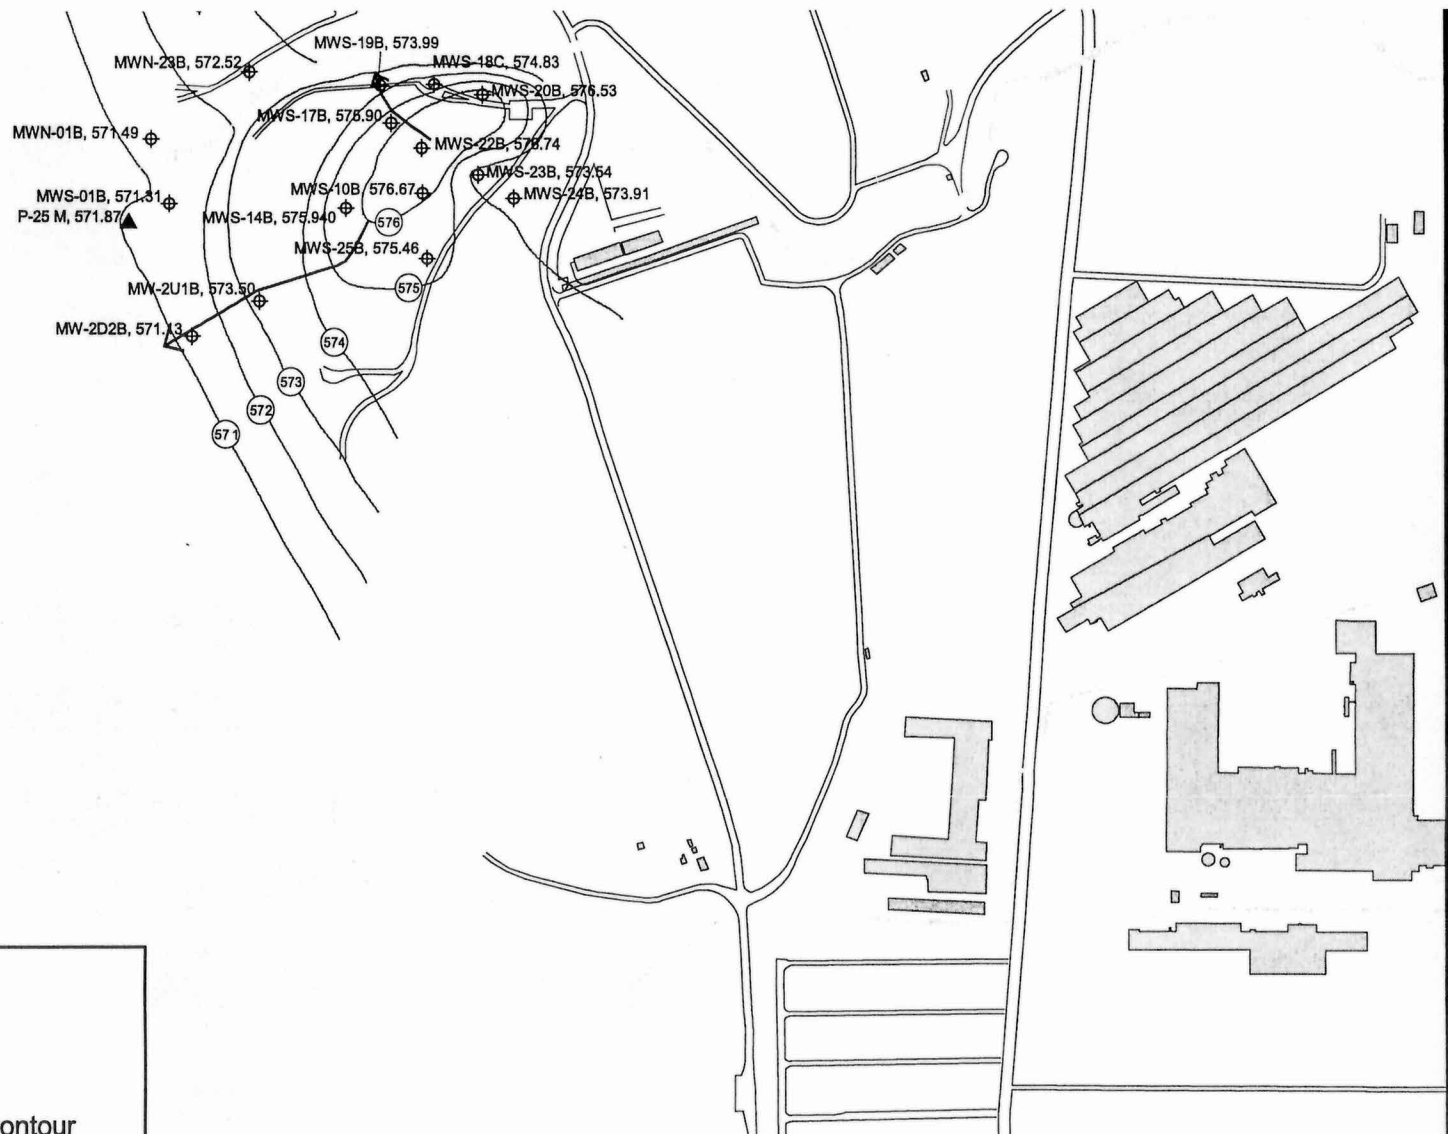 MWS-19B, 573.99
MWN-23B, 572.52
MWS-18C, 574.83
MWS-20B, 576.53
MWS-17B, 575.90
MWN-01B, 571.49
MWS-22B,
MWS-23B, 573.54
MWS-10B, 576.67
MWS-01B, 571.31
MWS-24B, 573.91
P-25 M, 571.87
MWS-14B, 575.940
576
MWS-25B, 575.46
575
MW-2U1B, 573.50
MW-2D2B, 571.13
574
573
572
571
ontour